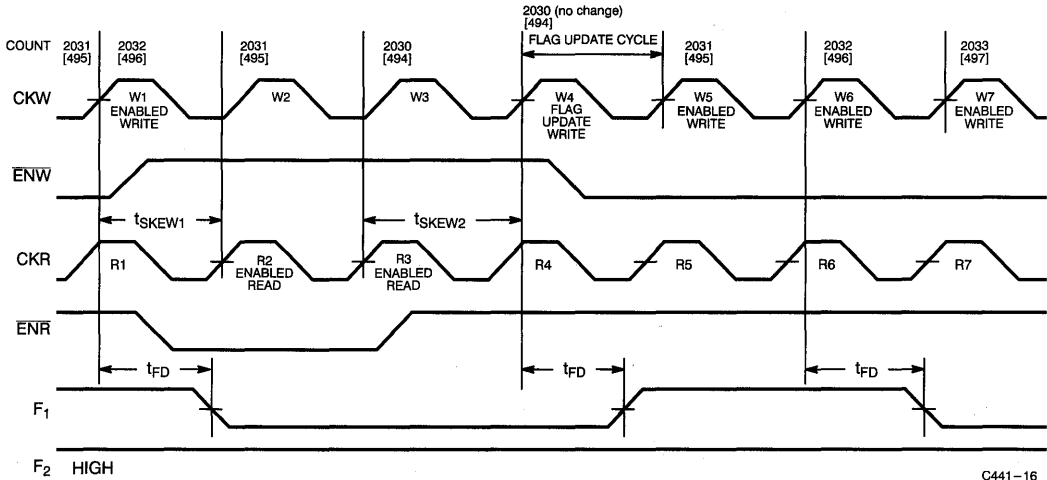 2030 (no change)
[494]
COUNT 2031 2032 2031 2030 FLAG UPDATE CYCLE 2031 2032 2033
[495] [496] [495] [494] [495] [496] [497]
CKW W1 W2 W3 W4 W5 W6 W7
ENABLED WRITE
FLAG UPDATE WRITE
ENABLED WRITE
ENABLED WRITE
ENABLED WRITE
ENW
tSKEW1 tSKEW2
CKR R1 R2 R3 R4 R5 R6 R7
ENABLED READ
ENABLED READ
ENR
tFD tFD tFD
F1
F2 HIGH
C441-16